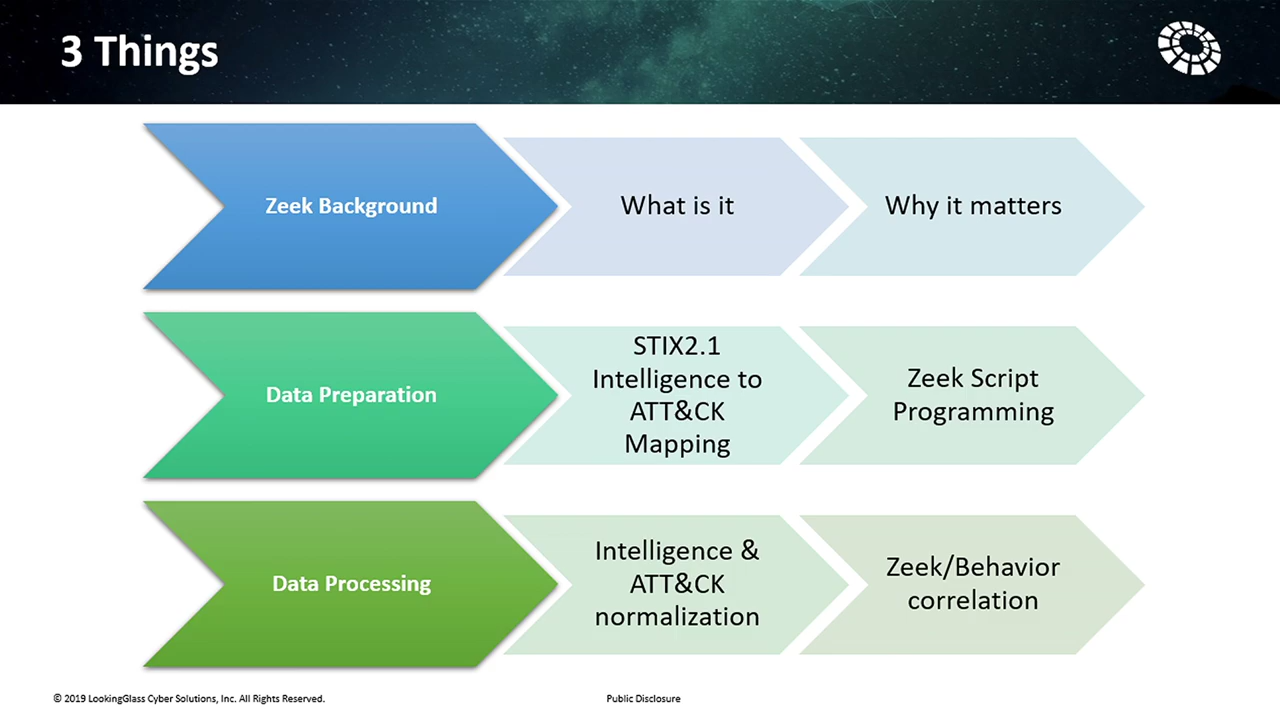 3 Things
Zeek Background
What is it
Why it matters
Data Preparation
STIX2.1
Intelligence to
ATT&CK
Mapping
Zeek Script
Programming
Data Processing
Intelligence &
ATT&CK
normalization
Zeek/Behavior
correlation
© 2019 LookingGlass Cyber Solutions, Inc. All Rights Reserved.
Public Disclosure